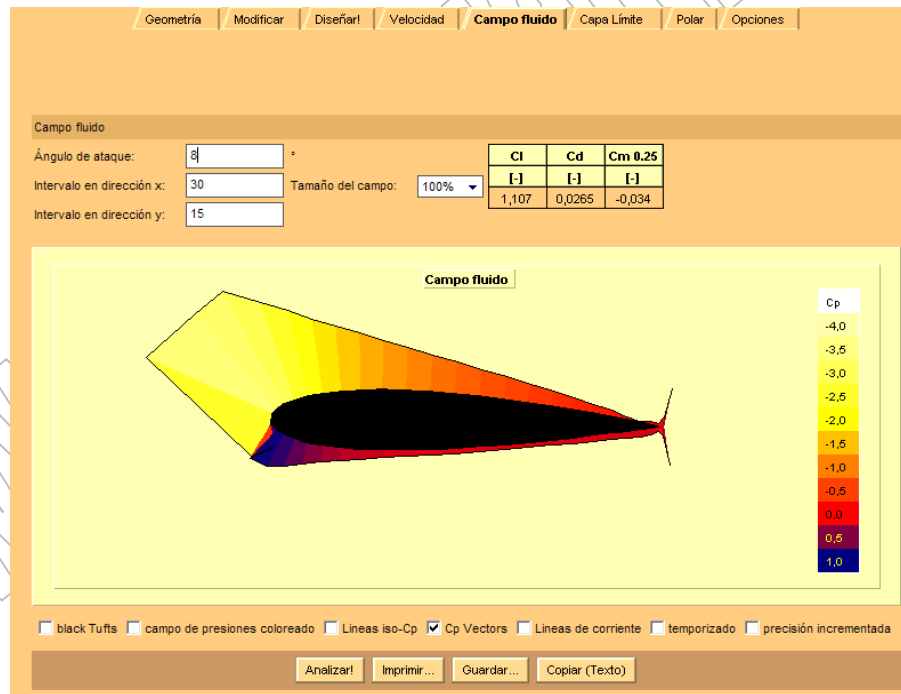 Geometría Modificar Diseñar! Velocidad Campo fluido Capa Límite Polar Opciones
Campo fluido
Ángulo de ataque: 8 °
Intervalo en dirección x: 30 Tamaño del campo: 100%
Intervalo en dirección y: 15
Cl Cd Cm 0.25
[-] [-] [-]
1,107 0,0265 -0,034
Campo fluido
Cp
-4,0
-3,5
-3,0
-2,5
-2,0
-1,5
-1,0
-0,5
0,0
0,5
1,0
black Tufts campo de presiones coloreado Lineas iso-Cp Cp Vectors Lineas de corriente temporizado precisión incrementada
Analizar! Imprimir... Guardar... Copiar (Texto)